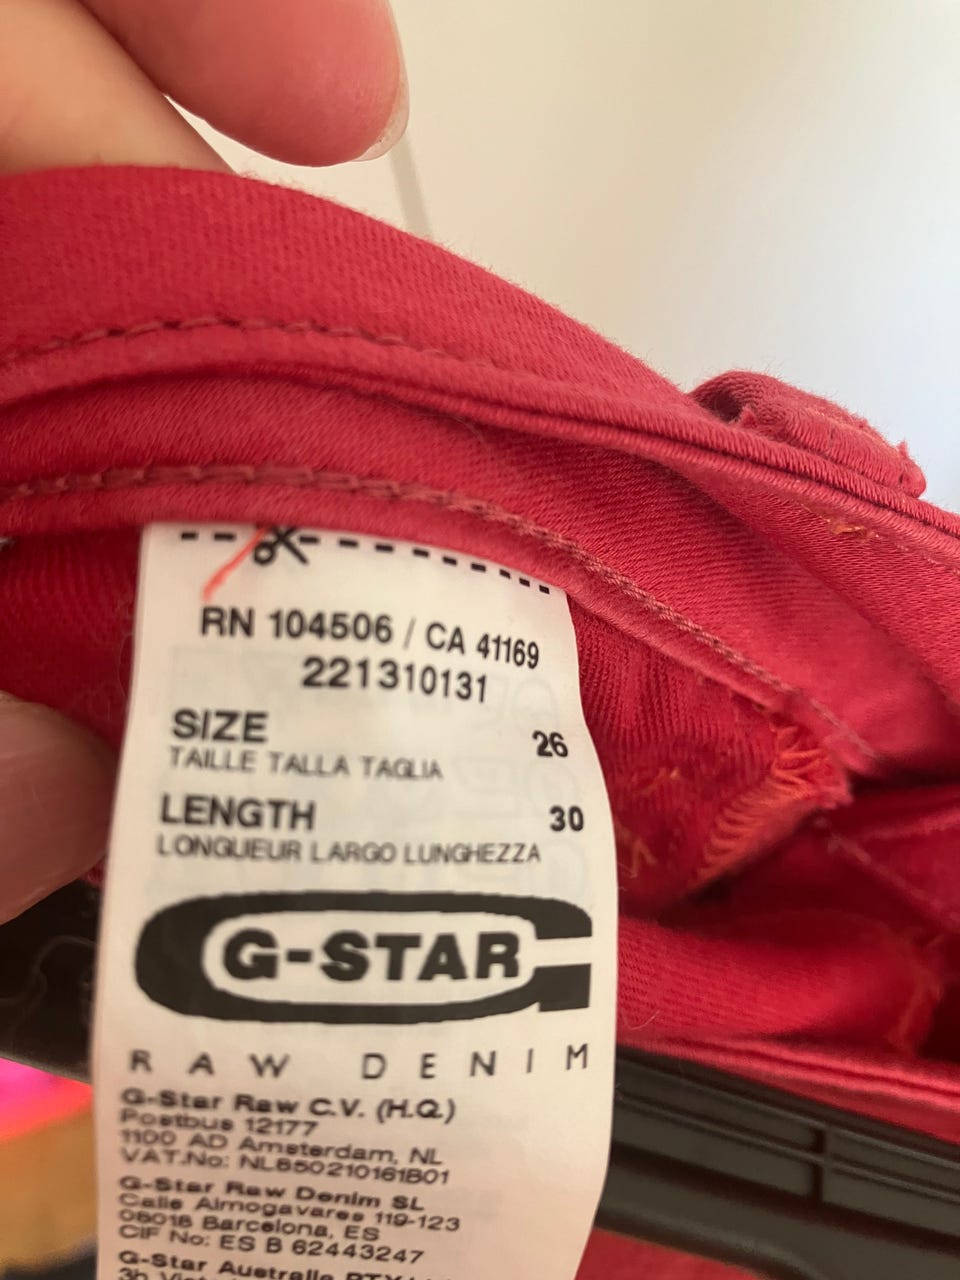 RN 104506 / CA 41169
221310131
SIZE 26
TAILLE TALLA TAGLIA
LENGTH 30
LONGUEUR LARGO LUNGHEZZA
G-STAR
RAW DENIM
G-Star Raw C.V. (H.Q.)
Postbus 12177
1100 AD Amsterdam, NL
VAT.No: NL850210161B01
G-Star Raw Denim SL
Calle Almogavares 119-123
08018 Barcelona, ES
CIF No: ES B 62443247
G-Star Australia